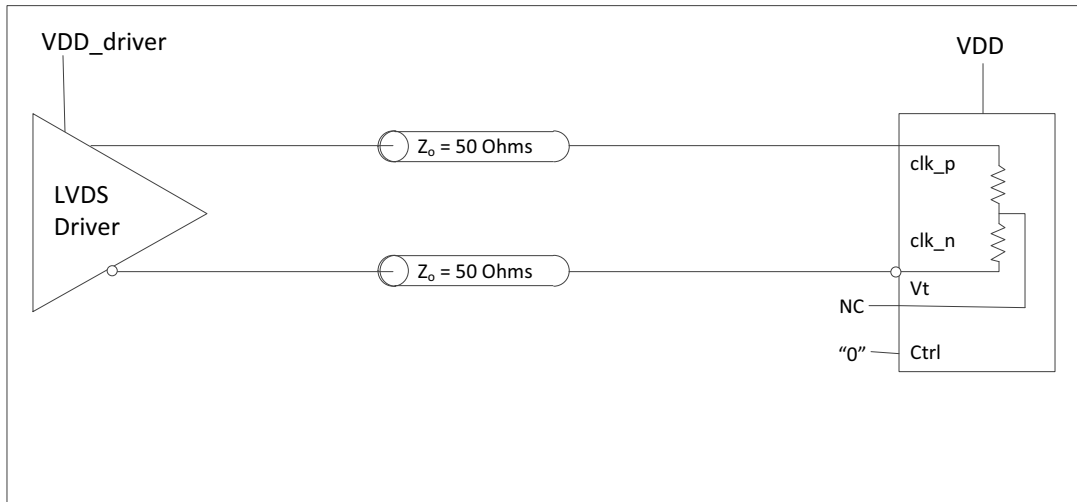 VDD_driver
VDD
Zₒ = 50 Ohms
clk_p
LVDS
Driver
clk_n
Zₒ = 50 Ohms
Vt
NC
“0”
Ctrl